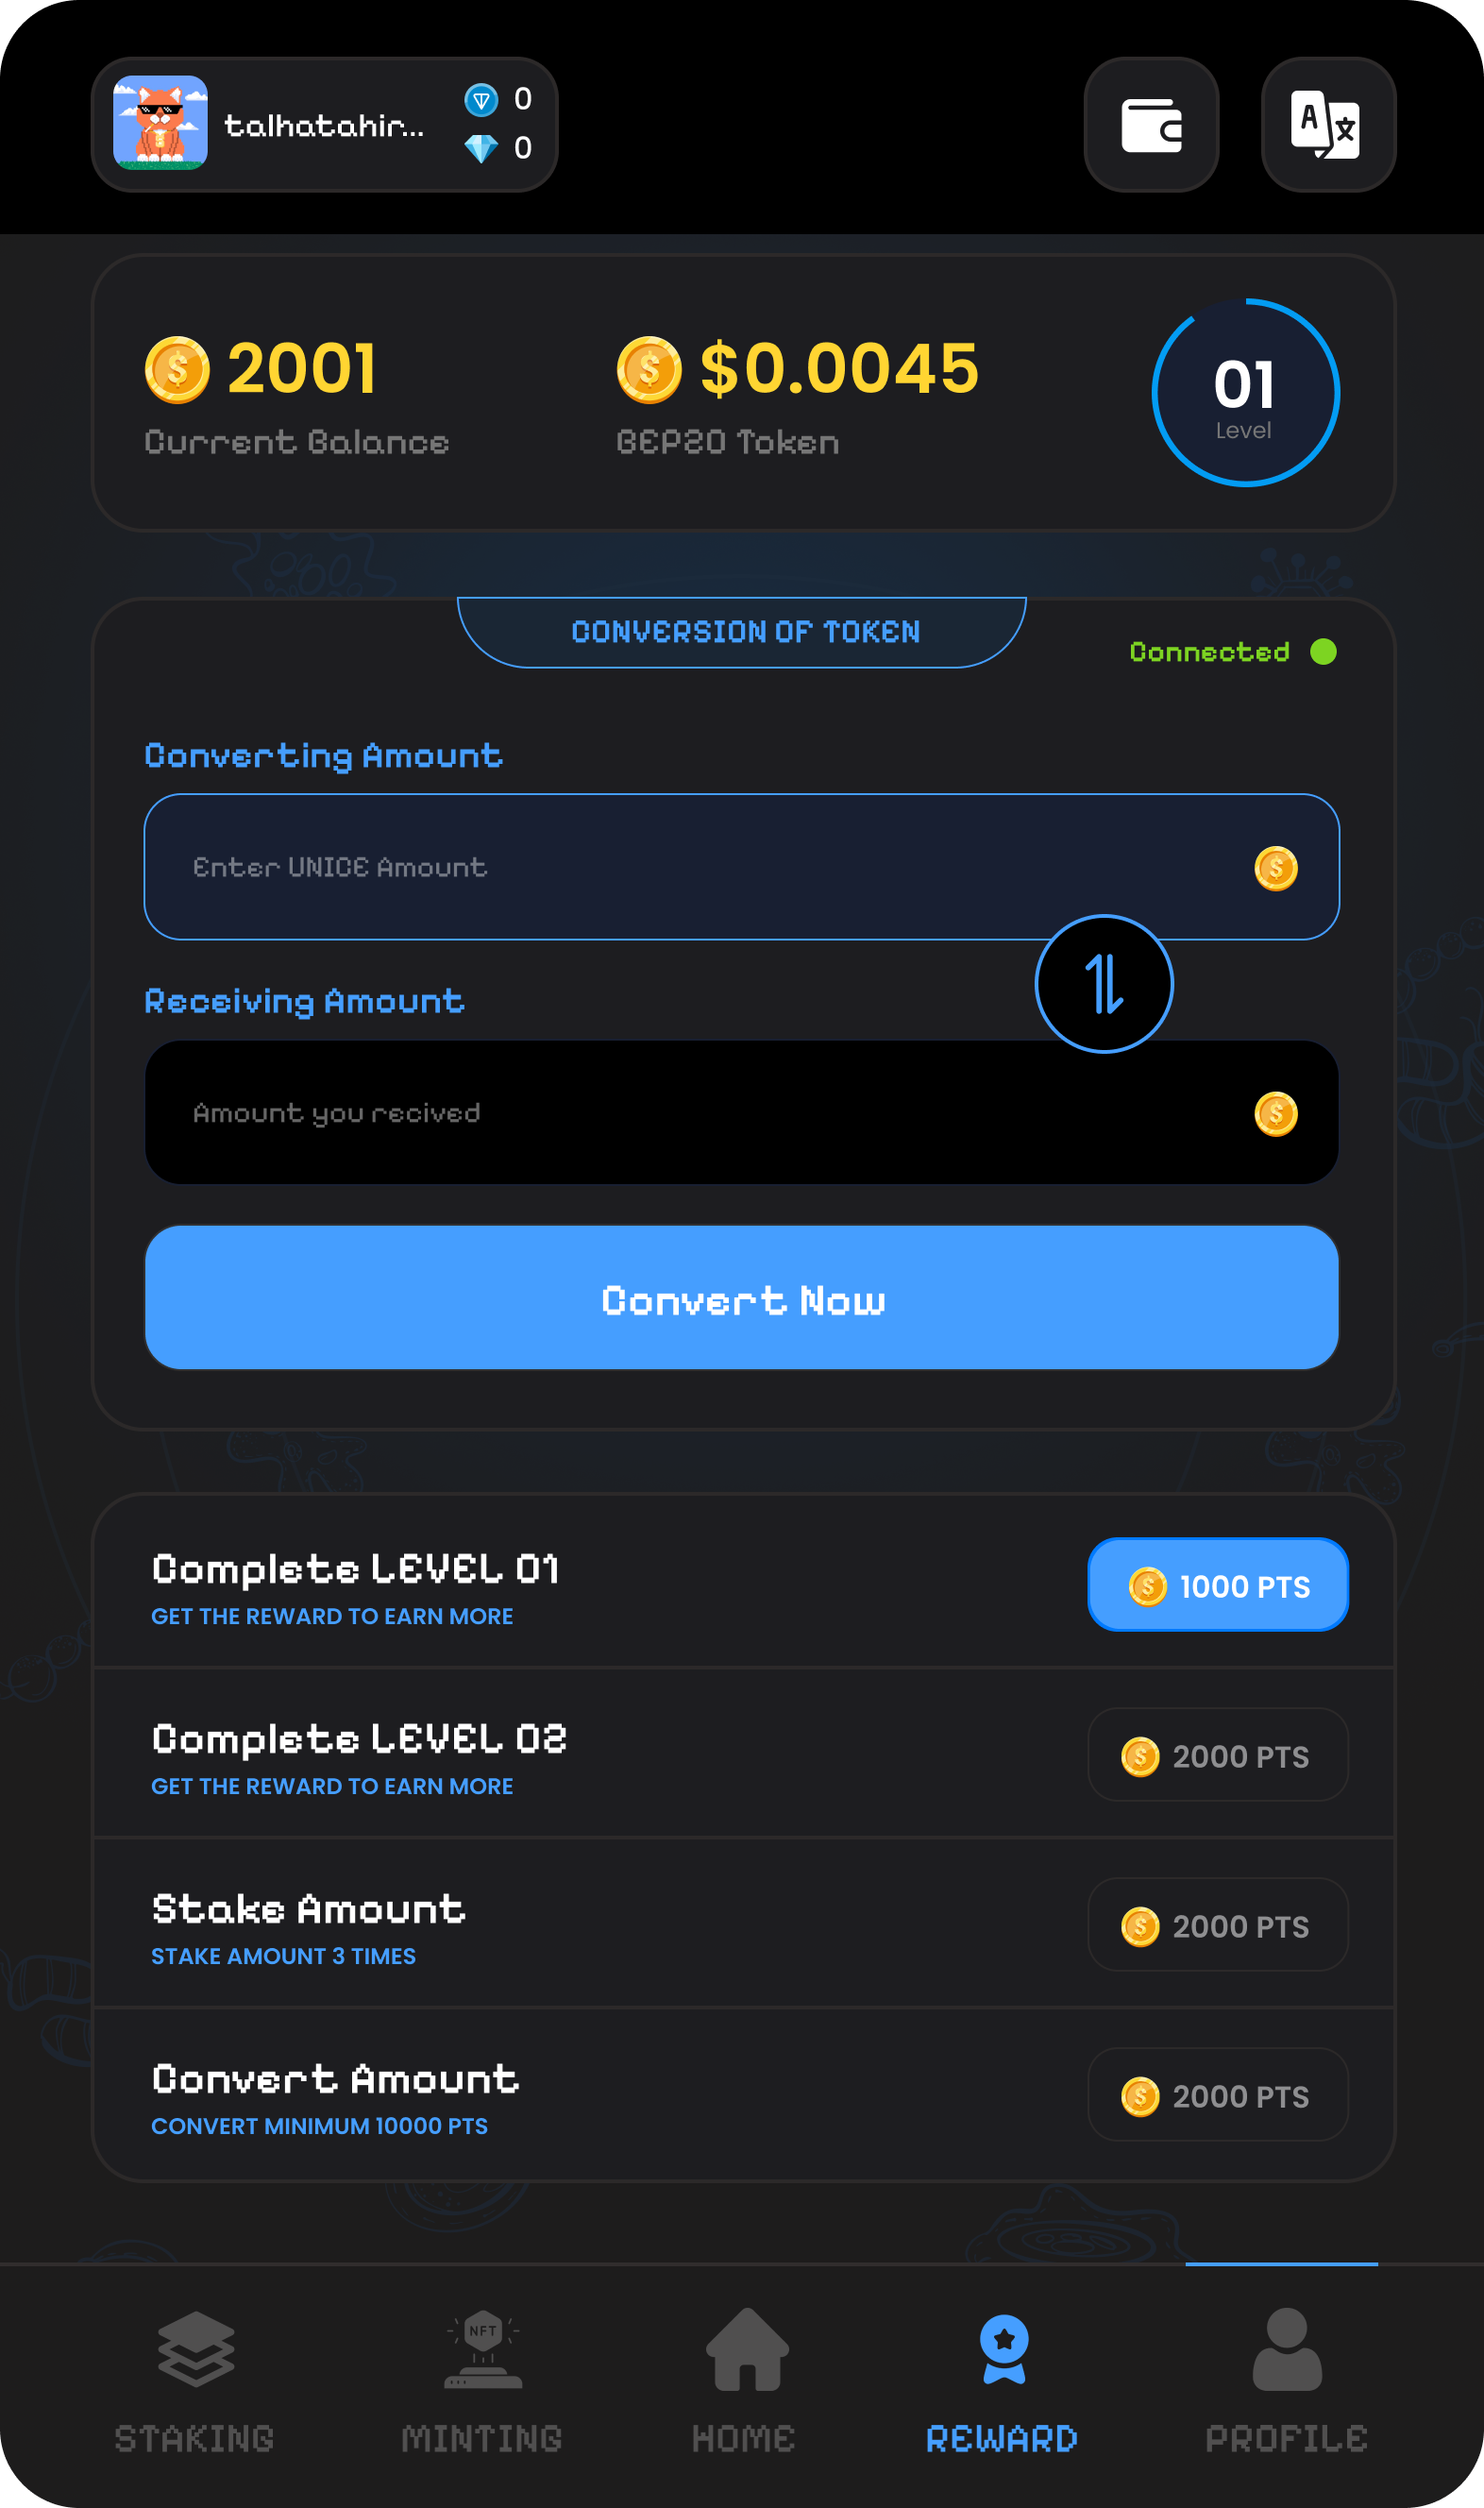 talhatahir...
0
0
A 文
2001
$0.0045
Current Balance
BEP20 Token
01
Level
CONVERSION OF TOKEN
Connected
Converting Amount
Enter UNICE Amount
Receiving Amount
Amount you recived
Convert Now
Complete LEVEL 01
GET THE REWARD TO EARN MORE
1000 PTS
Complete LEVEL 02
GET THE REWARD TO EARN MORE
2000 PTS
Stake Amount
STAKE AMOUNT 3 TIMES
2000 PTS
Convert Amount
CONVERT MINIMUM 10000 PTS
2000 PTS
NFT
STAKING
MINTING
HOME
REWARD
PROFILE